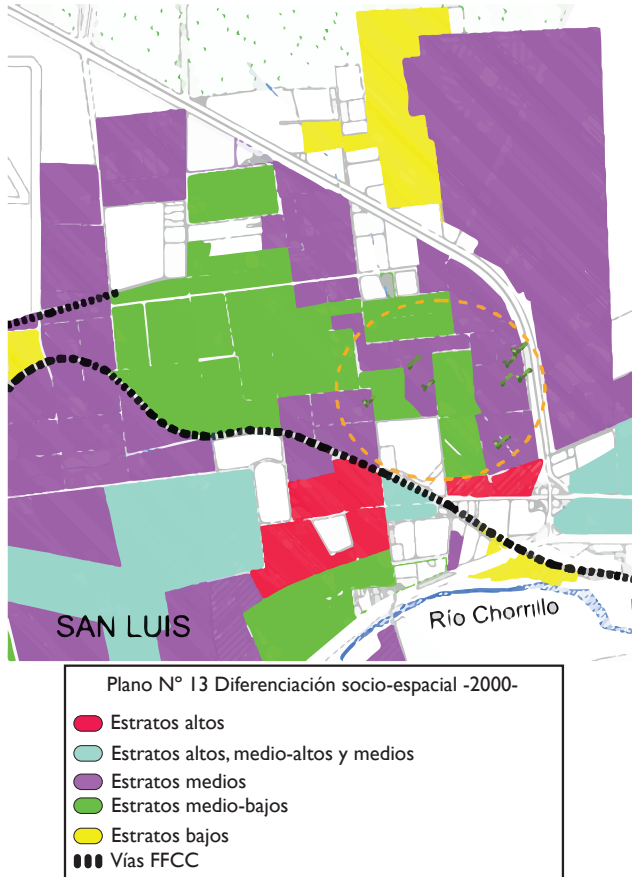 SAN LUIS
Río Chorrillo
Plano Nº 13 Diferenciación socio-espacial -2000-
Estratos altos
Estratos altos, medio-altos y medios
Estratos medios
Estratos medio-bajos
Estratos bajos
Vías FFCC